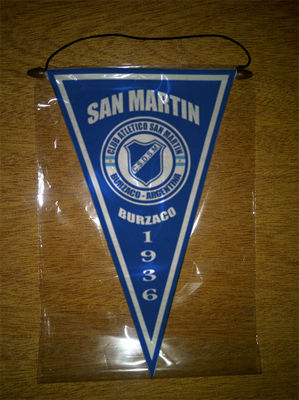 SAN MARTIN
CLUB ATLETICO SAN MARTIN
BURZACO - ARGENTINA
BURZACO
1936